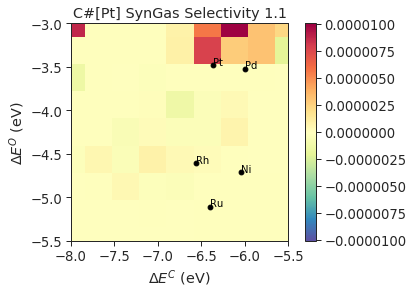 C#[Pt] SynGas Selectivity 1.1
−3.0
−3.5
−4.0
−4.5
−5.0
−5.5
ΔE^O (eV)
Pt
Pd
Rh
Ni
Ru
−8.0 −7.5 −7.0 −6.5 −6.0 −5.5
ΔE^C (eV)
0.0000100
0.0000075
0.0000050
0.0000025
0.0000000
−0.0000025
−0.0000050
−0.0000075
−0.0000100